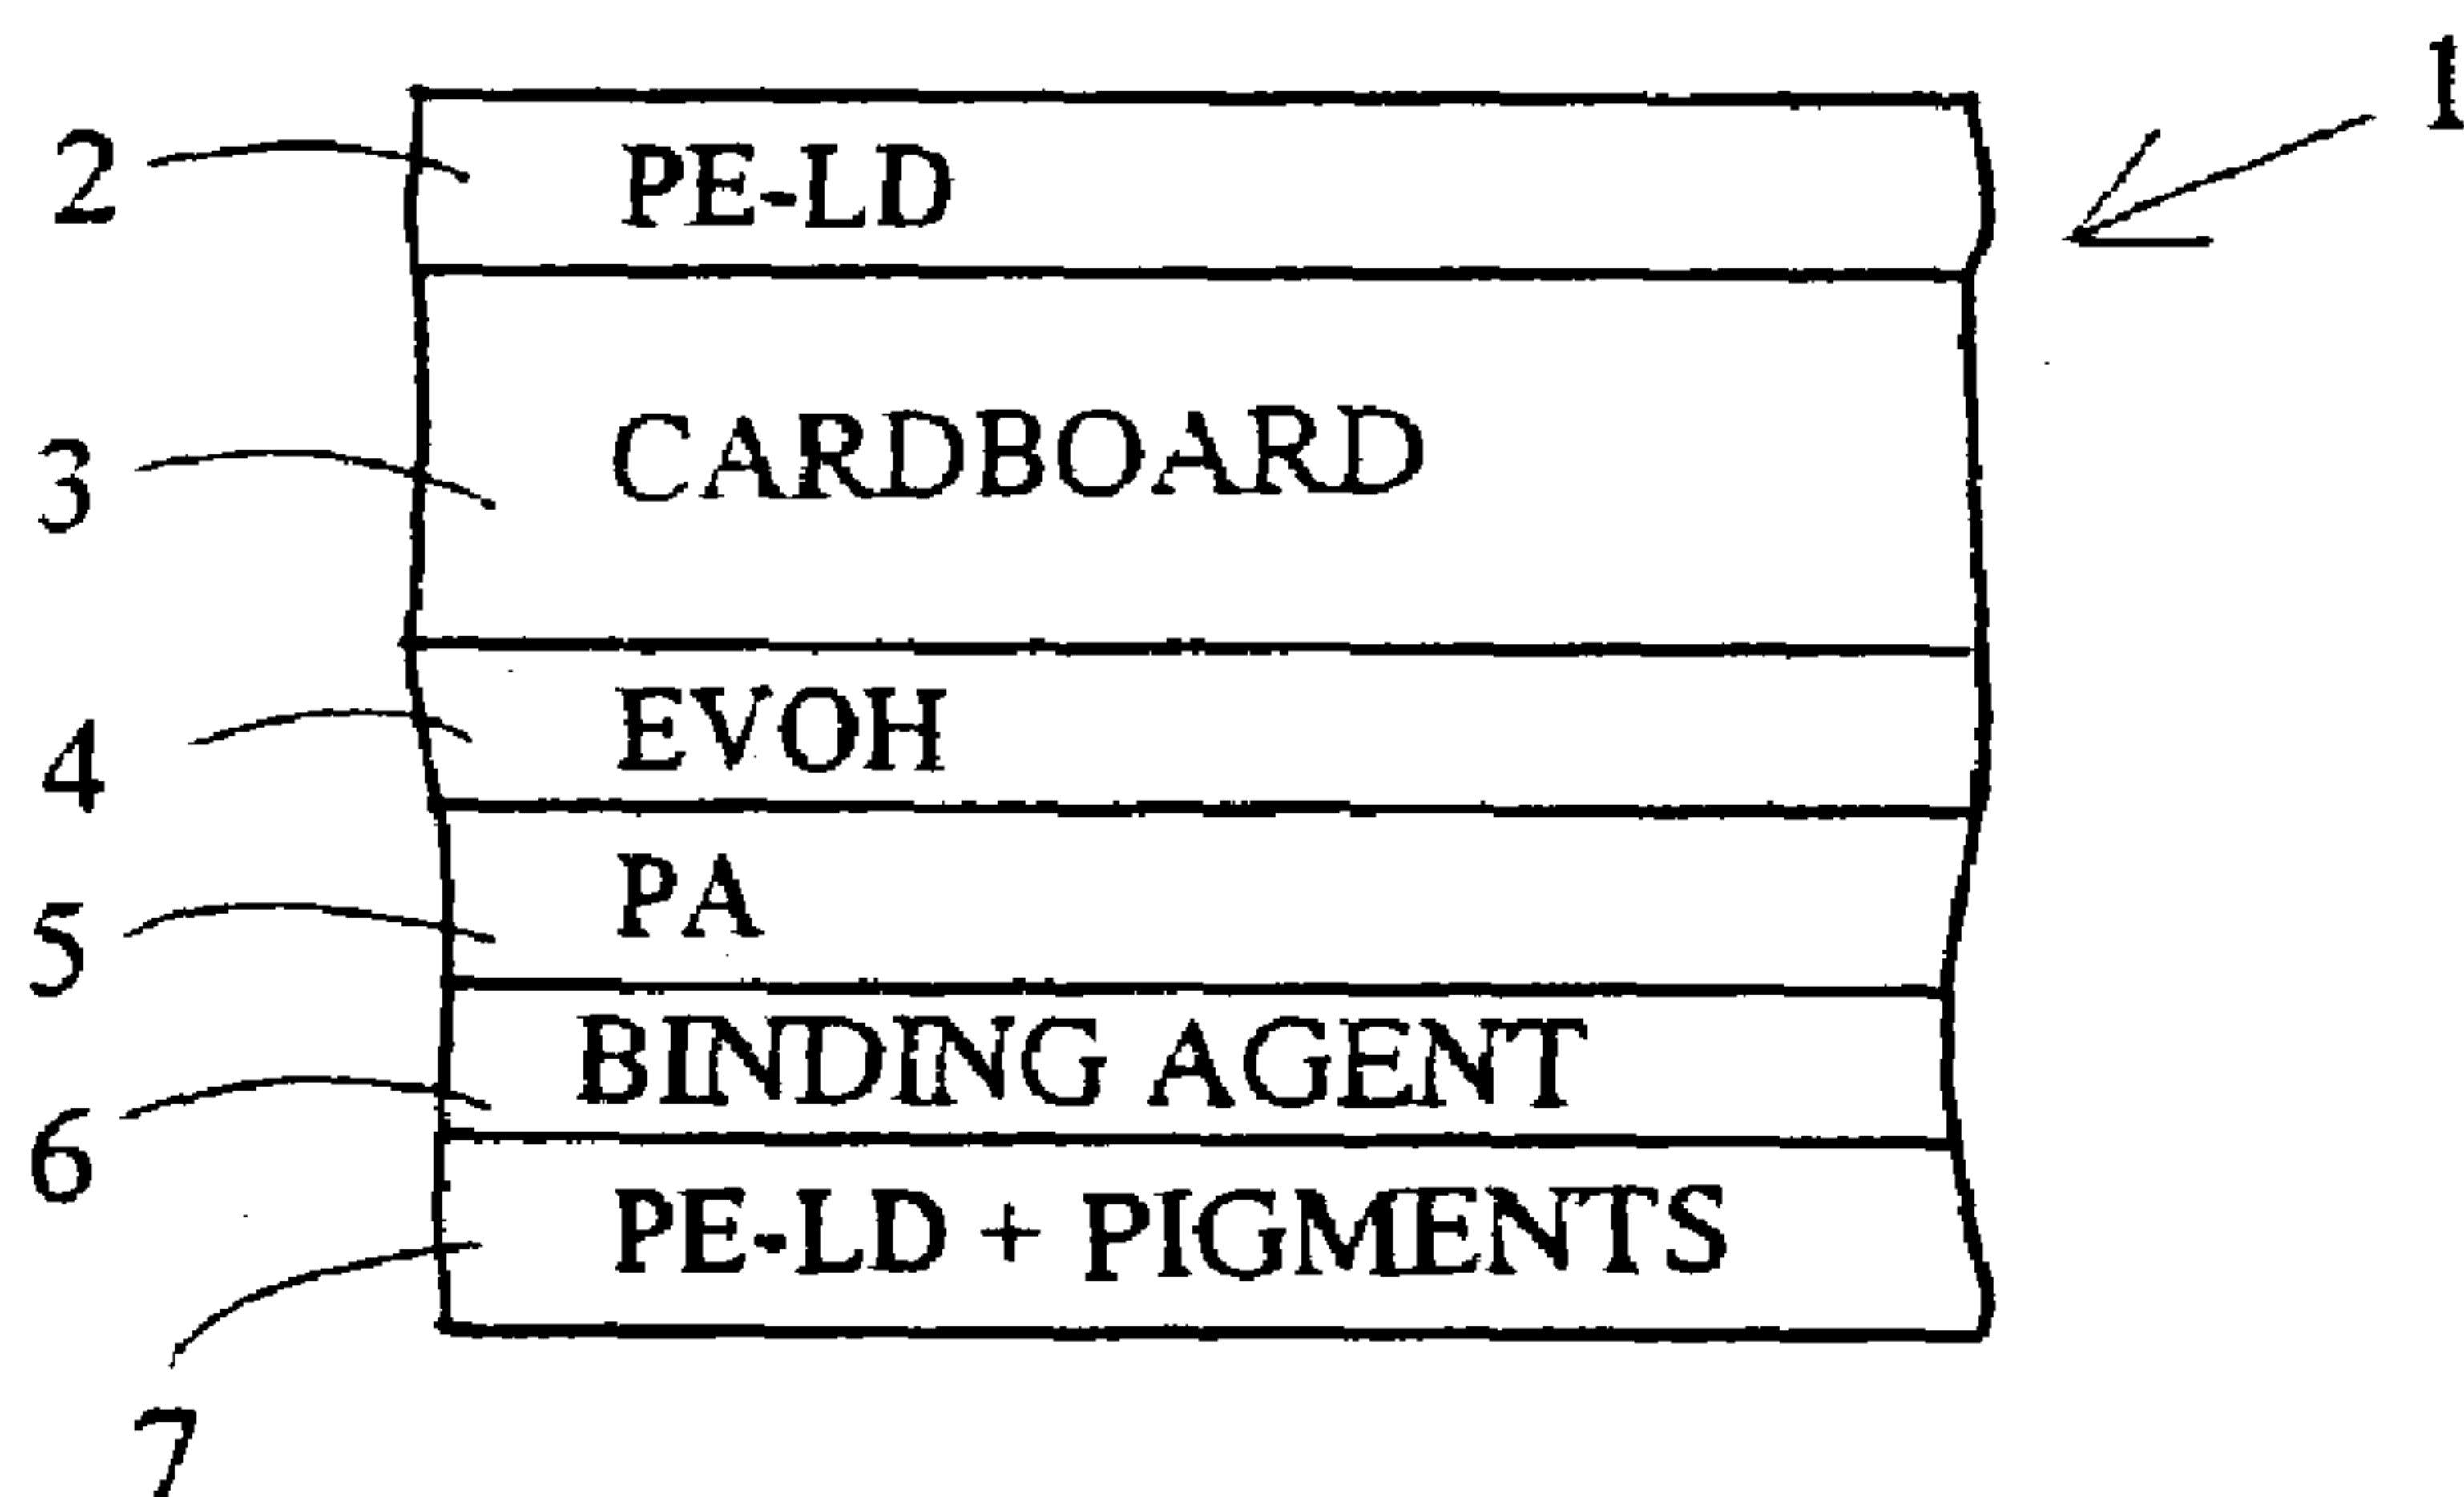 1
2 PE-LD
3 CARDBOARD
4 EVOH
5 PA
6 BINDING AGENT
7 PE-LD + PIGMENTS